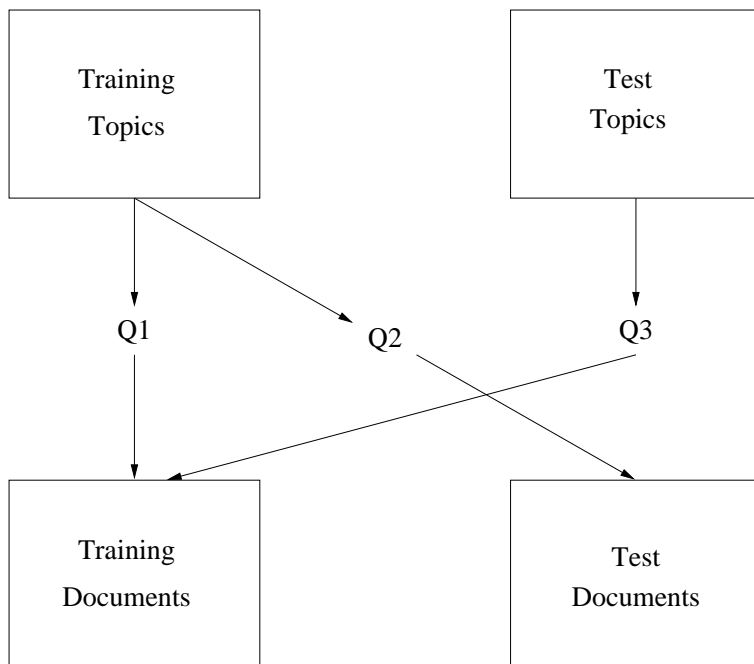 Training
Topics
Test
Topics
Q1
Q2
Q3
Training
Documents
Test
Documents